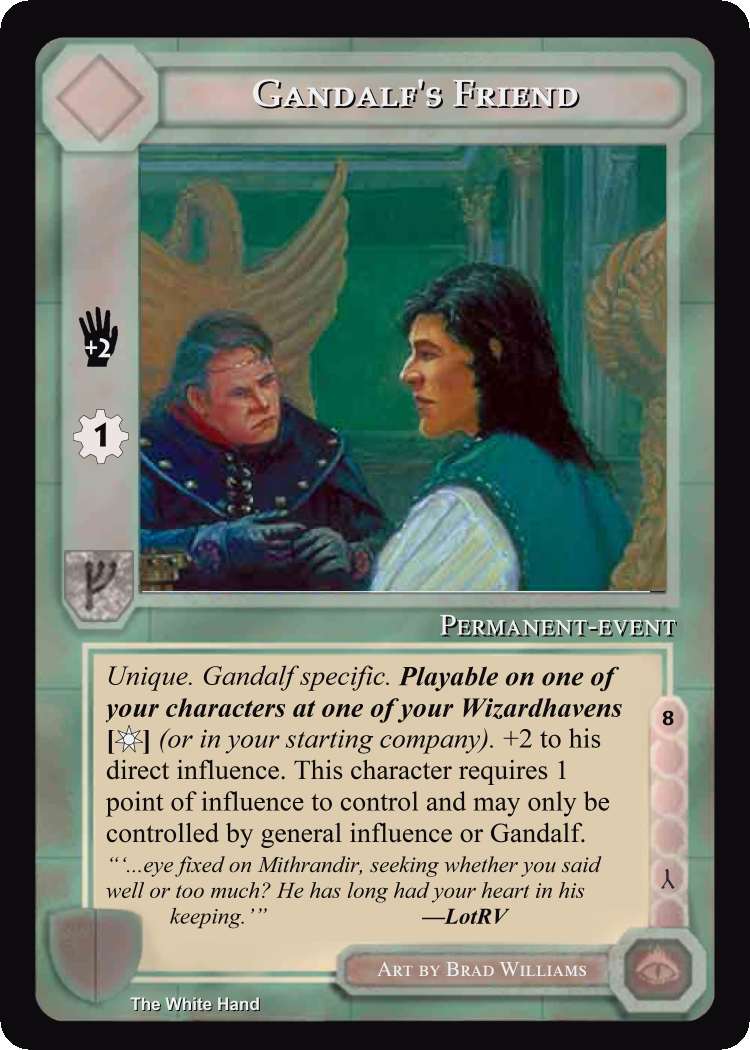 Gandalf's Friend
+2
1
Permanent-event
Unique. Gandalf specific. Playable on one of
your characters at one of your Wizardhavens
[☼] (or in your starting company). +2 to his
direct influence. This character requires 1
point of influence to control and may only be
controlled by general influence or Gandalf.
“‘...eye fixed on Mithrandir, seeking whether you said
well or too much? He has long had your heart in his
keeping.’” —LotRV
8
Art by Brad Williams
The White Hand